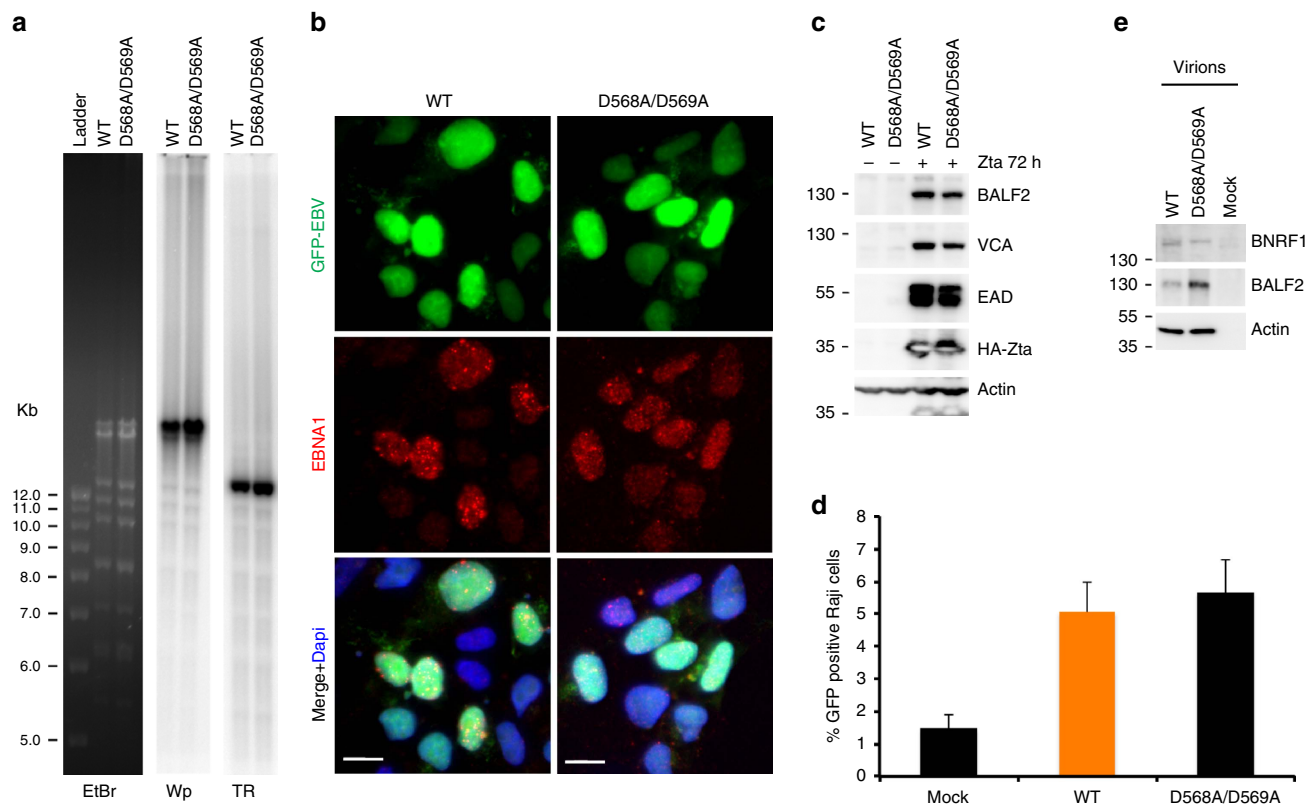 a
Ladder
WT
D568A/D569A
WT
D568A/D569A
WT
D568A/D569A
Kb
12.0
11.0
10.0
9.0
8.0
7.0
6.0
5.0
EtBr
Wp
TR
b
WT
D568A/D569A
GFP-EBV
EBNA1
Merge+Dapi
c
WT
D568A/D569A
WT
D568A/D569A
– – + + Zta 72 h
130 - BALF2
130 - VCA
55 - EAD
35 - HA-Zta
Actin
35 -
d
% GFP positive Raji cells
8
7
6
5
4
3
2
1
0
Mock
WT
D568A/D569A
e
Virions
WT
D568A/D569A
Mock
BNRF1
130 -
130 - BALF2
55 -
Actin
35 -